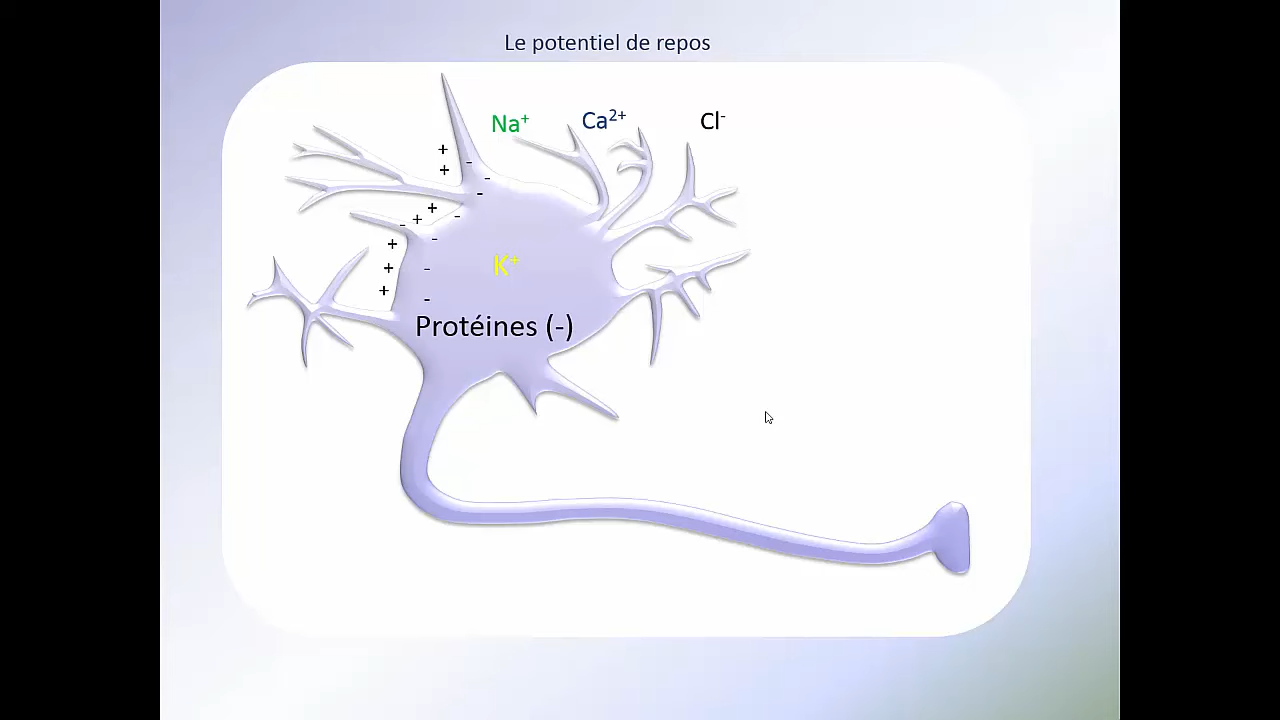 Le potentiel de repos
Na⁺ Ca²⁺ Cl⁻
+ -
+ -
-
+ -
+ -
+ -
+ -
+ -
K⁺
Protéines (-)